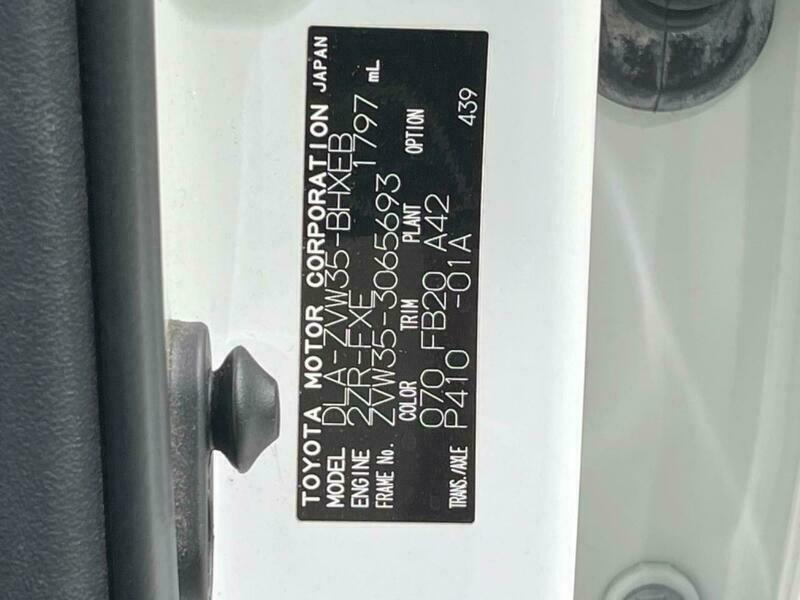 TOYOTA MOTOR CORPORATION JAPAN
MODEL DLA-ZVW35-BHXEB
ENGINE 2ZR-FXE 1797 mL
FRAME No. ZVW35-3065693
COLOR TRIM PLANT OPTION
070 FB20 A42
TRANS./AXLE P410 -01A 439